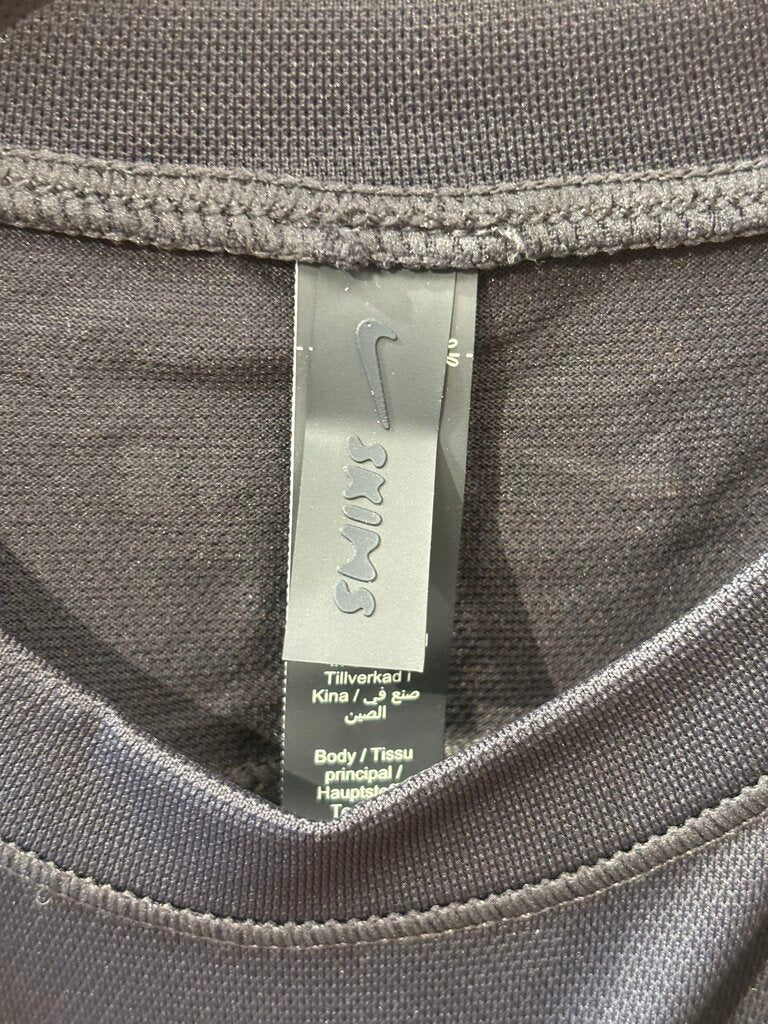 SKIMS
Tillverkad i
Kina / صنع في
الصين
Body / Tissu
principal /